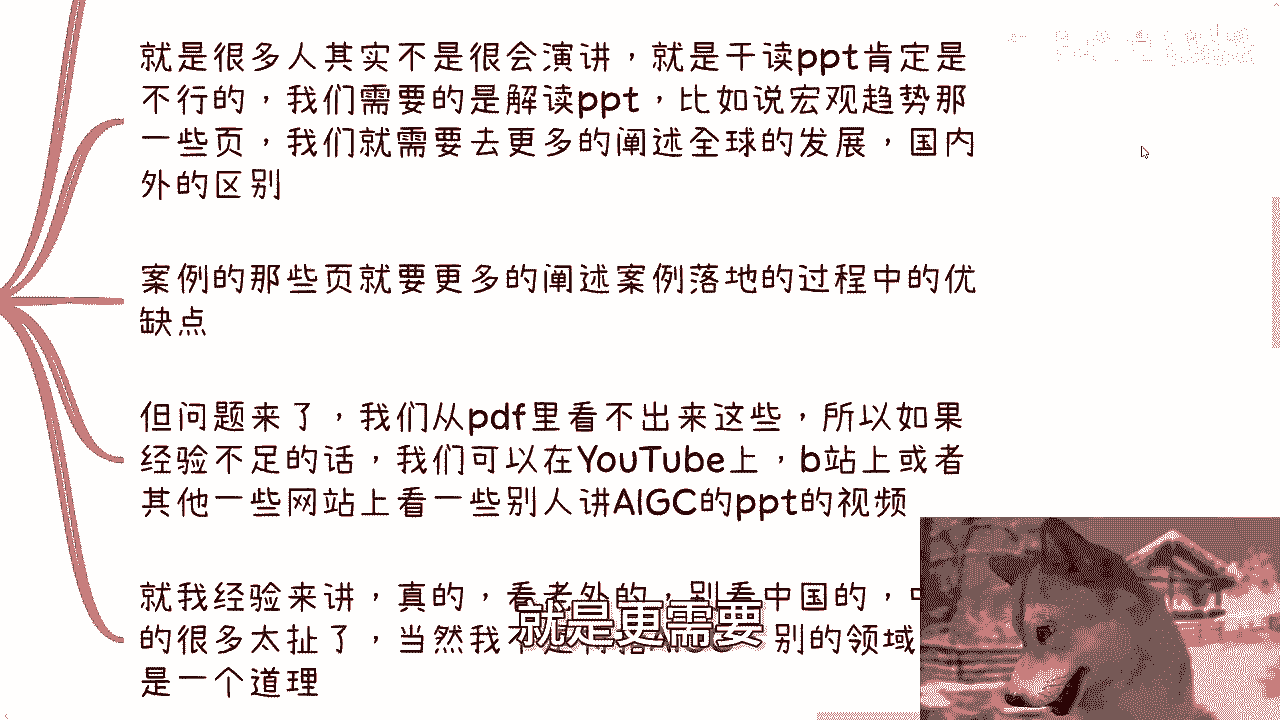 就是很多人其实不是很会演讲，就是干读ppt肯定是
不行的，我们需要的是解读ppt，比如说宏观趋势那
一些页，我们就需要去更多的阐述全球的发展，国内
外的区别
案例的那些页就要更多的阐述案例落地的过程中的优
缺点
但问题来了，我们从pdf里看不出来这些，所以如果
经验不足的话，我们可以在YouTube上，b站上或者
其他一些网站上看一些别人讲AIGC的ppt的视频
就我经验来讲，真的，看老外的，别看中国的，
的很多太扯了，当然我不 别的领域
是一个道理
就是更需要